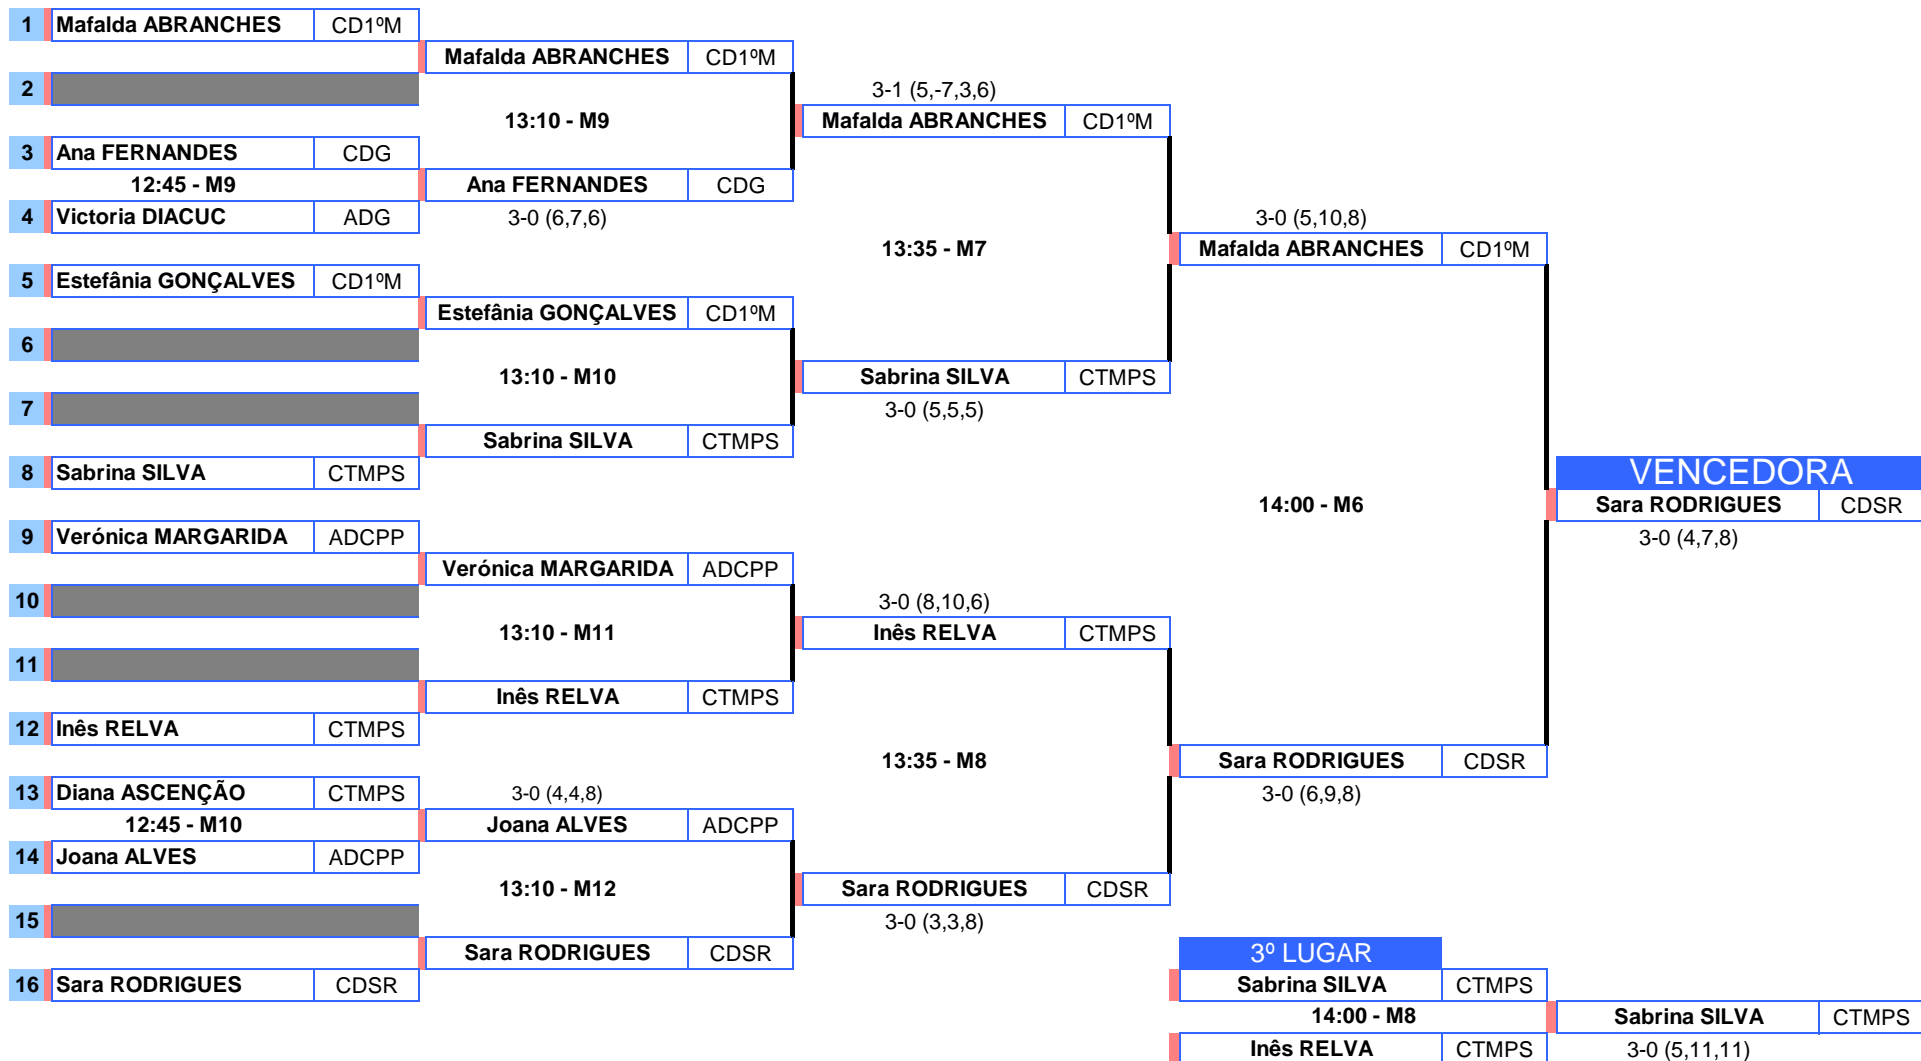 1 Mafalda ABRANCHES CD1ºM
Mafalda ABRANCHES CD1ºM
2 3-1 (5,-7,3,6)
13:10 - M9 Mafalda ABRANCHES CD1ºM
3 Ana FERNANDES CDG
12:45 - M9 Ana FERNANDES CDG
4 Victoria DIACUC ADG 3-0 (6,7,6) 3-0 (5,10,8)
13:35 - M7 Mafalda ABRANCHES CD1ºM
5 Estefânia GONÇALVES CD1ºM
Estefânia GONÇALVES CD1ºM
6
13:10 - M10 Sabrina SILVA CTMPS
7 3-0 (5,5,5)
Sabrina SILVA CTMPS
8 Sabrina SILVA CTMPS VENCEDORA
14:00 - M6 Sara RODRIGUES CDSR
9 Verónica MARGARIDA ADCPP 3-0 (4,7,8)
Verónica MARGARIDA ADCPP
10 3-0 (8,10,6)
13:10 - M11 Inês RELVA CTMPS
11
Inês RELVA CTMPS
12 Inês RELVA CTMPS
13:35 - M8 Sara RODRIGUES CDSR
13 Diana ASCENÇÃO CTMPS 3-0 (4,4,8) 3-0 (6,9,8)
12:45 - M10 Joana ALVES ADCPP
14 Joana ALVES ADCPP
13:10 - M12 Sara RODRIGUES CDSR
15 3-0 (3,3,8)
Sara RODRIGUES CDSR 3º LUGAR
16 Sara RODRIGUES CDSR Sabrina SILVA CTMPS
14:00 - M8 Sabrina SILVA CTMPS
Inês RELVA CTMPS 3-0 (5,11,11)